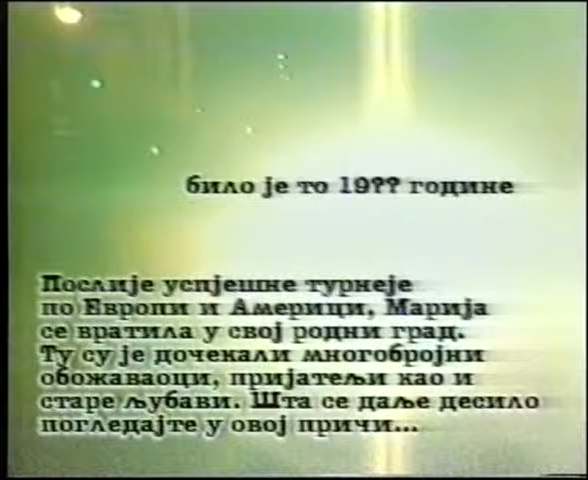 било је то 19?? године
Послије успјешне турнеје
по Европи и Америци, Марија
се вратила у свој родни град.
Ту су је дочекали многобројни
обожаваоци, пријатељи као и
старе љубави. Шта се даље десило
погледајте у овој причи...